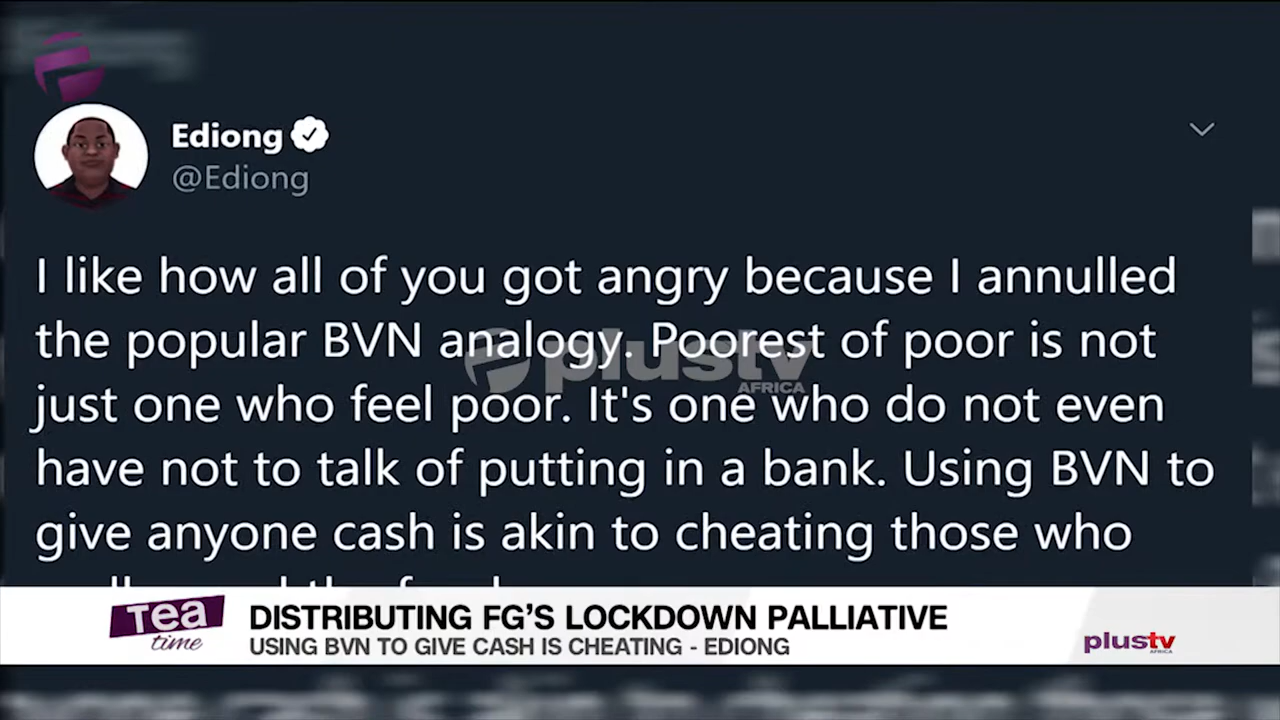 Ediong
@Ediong
I like how all of you got angry because I annulled
the popular BVN analogy. Poorest of poor is not
just one who feel poor. It's one who do not even
have not to talk of putting in a bank. Using BVN to
give anyone cash is akin to cheating those who
plustv
AFRICA
Tea
time
DISTRIBUTING FG'S LOCKDOWN PALLIATIVE
USING BVN TO GIVE CASH IS CHEATING - EDIONG
plustv
AFRICA